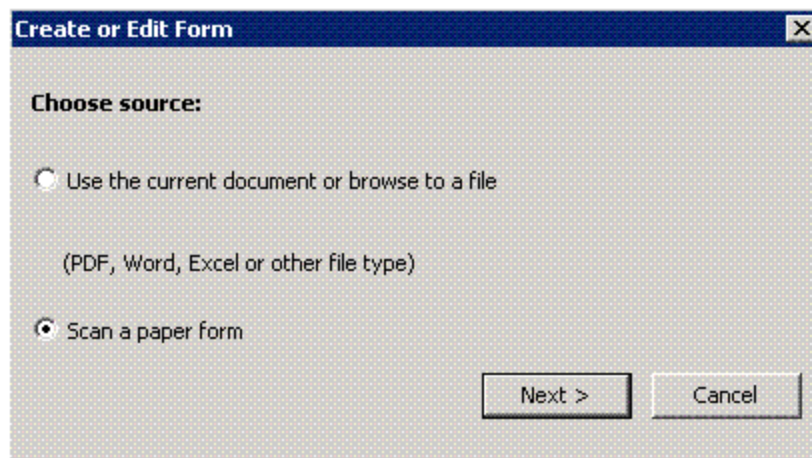 Create or Edit Form
Choose source:
Use the current document or browse to a file
(PDF, Word, Excel or other file type)
Scan a paper form
Next >
Cancel